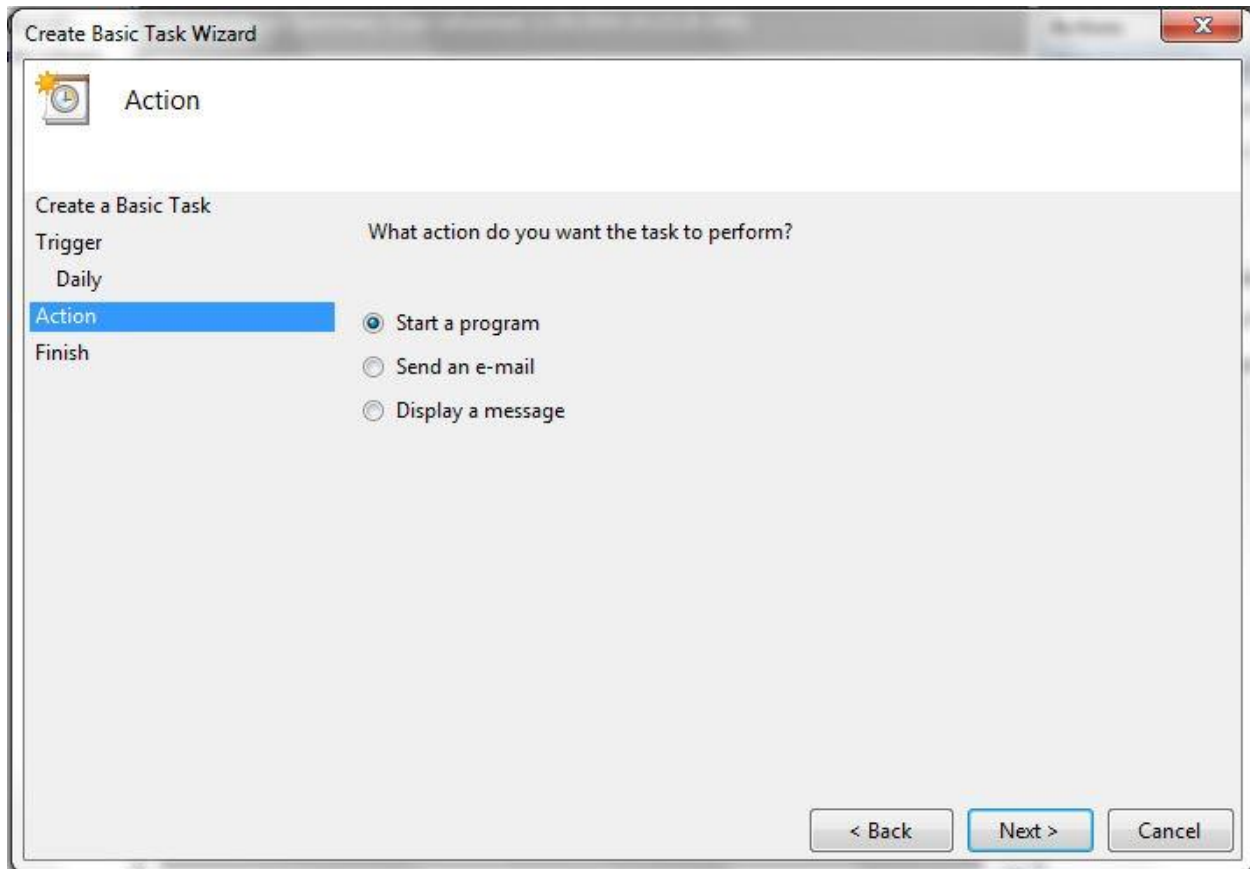 Create Basic Task Wizard
Action
Create a Basic Task
Trigger
Daily
Action
Finish
What action do you want the task to perform?
Start a program
Send an e-mail
Display a message
< Back
Next >
Cancel